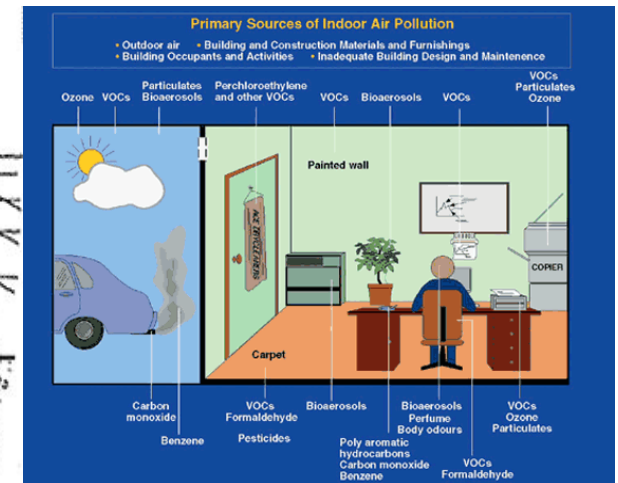 Primary Sources of Indoor Air Pollution
• Outdoor air • Building and Construction Materials and Furnishings
• Building Occupants and Activities • Inadequate Building Design and Maintenence
Ozone
VOCs
Particulates
Bioaerosols
Perchloroethylene
and other VOCs
VOCs
Bioaerosols
VOCs
VOCs
Particulates
Ozone
Painted wall
COPIER
Carpet
Carbon
monoxide
Benzene
VOCs
Formaldehyde
Pesticides
Bioaerosols
Poly aromatic
hydrocarbons
Carbon monoxide
Benzene
Bioaerosols
Perfume
Body odours
VOCs
Formaldehyde
VOCs
Ozone
Particulates